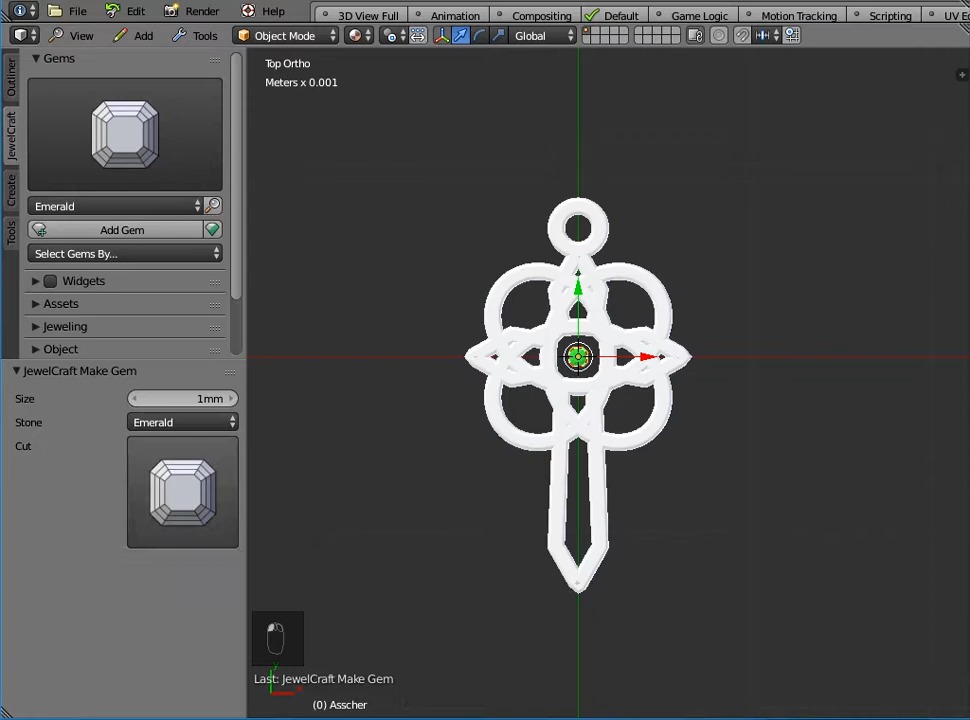 File Edit Render Help 3D View Full Animation Compositing Default Game Logic Motion Tracking Scripting UV Ed
View Add Tools Object Mode Global
Outliner
JewelCraft
Create
Tools
Gems
Emerald
Add Gem
Select Gems By...
Widgets
Assets
Jeweling
Object
JewelCraft Make Gem
Size 1mm
Stone Emerald
Cut
Top Ortho
Meters x 0.001
y
x
Last: JewelCraft Make Gem
(0) Asscher